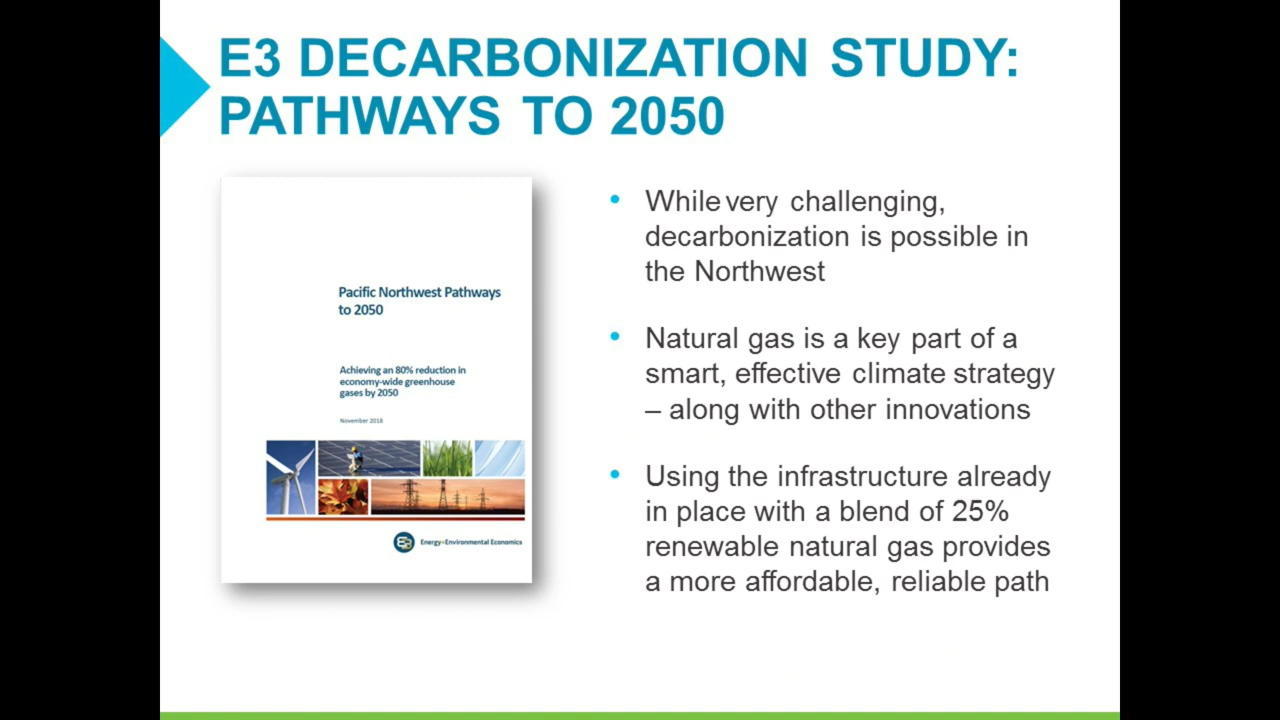 E3 DECARBONIZATION STUDY:
PATHWAYS TO 2050
Pacific Northwest Pathways
to 2050
Achieving an 80% reduction in
economy-wide greenhouse
gases by 2050
November 2018
E3 Energy+Environmental Economics
• While very challenging,
decarbonization is possible in
the Northwest
• Natural gas is a key part of a
smart, effective climate strategy
– along with other innovations
• Using the infrastructure already
in place with a blend of 25%
renewable natural gas provides
a more affordable, reliable path